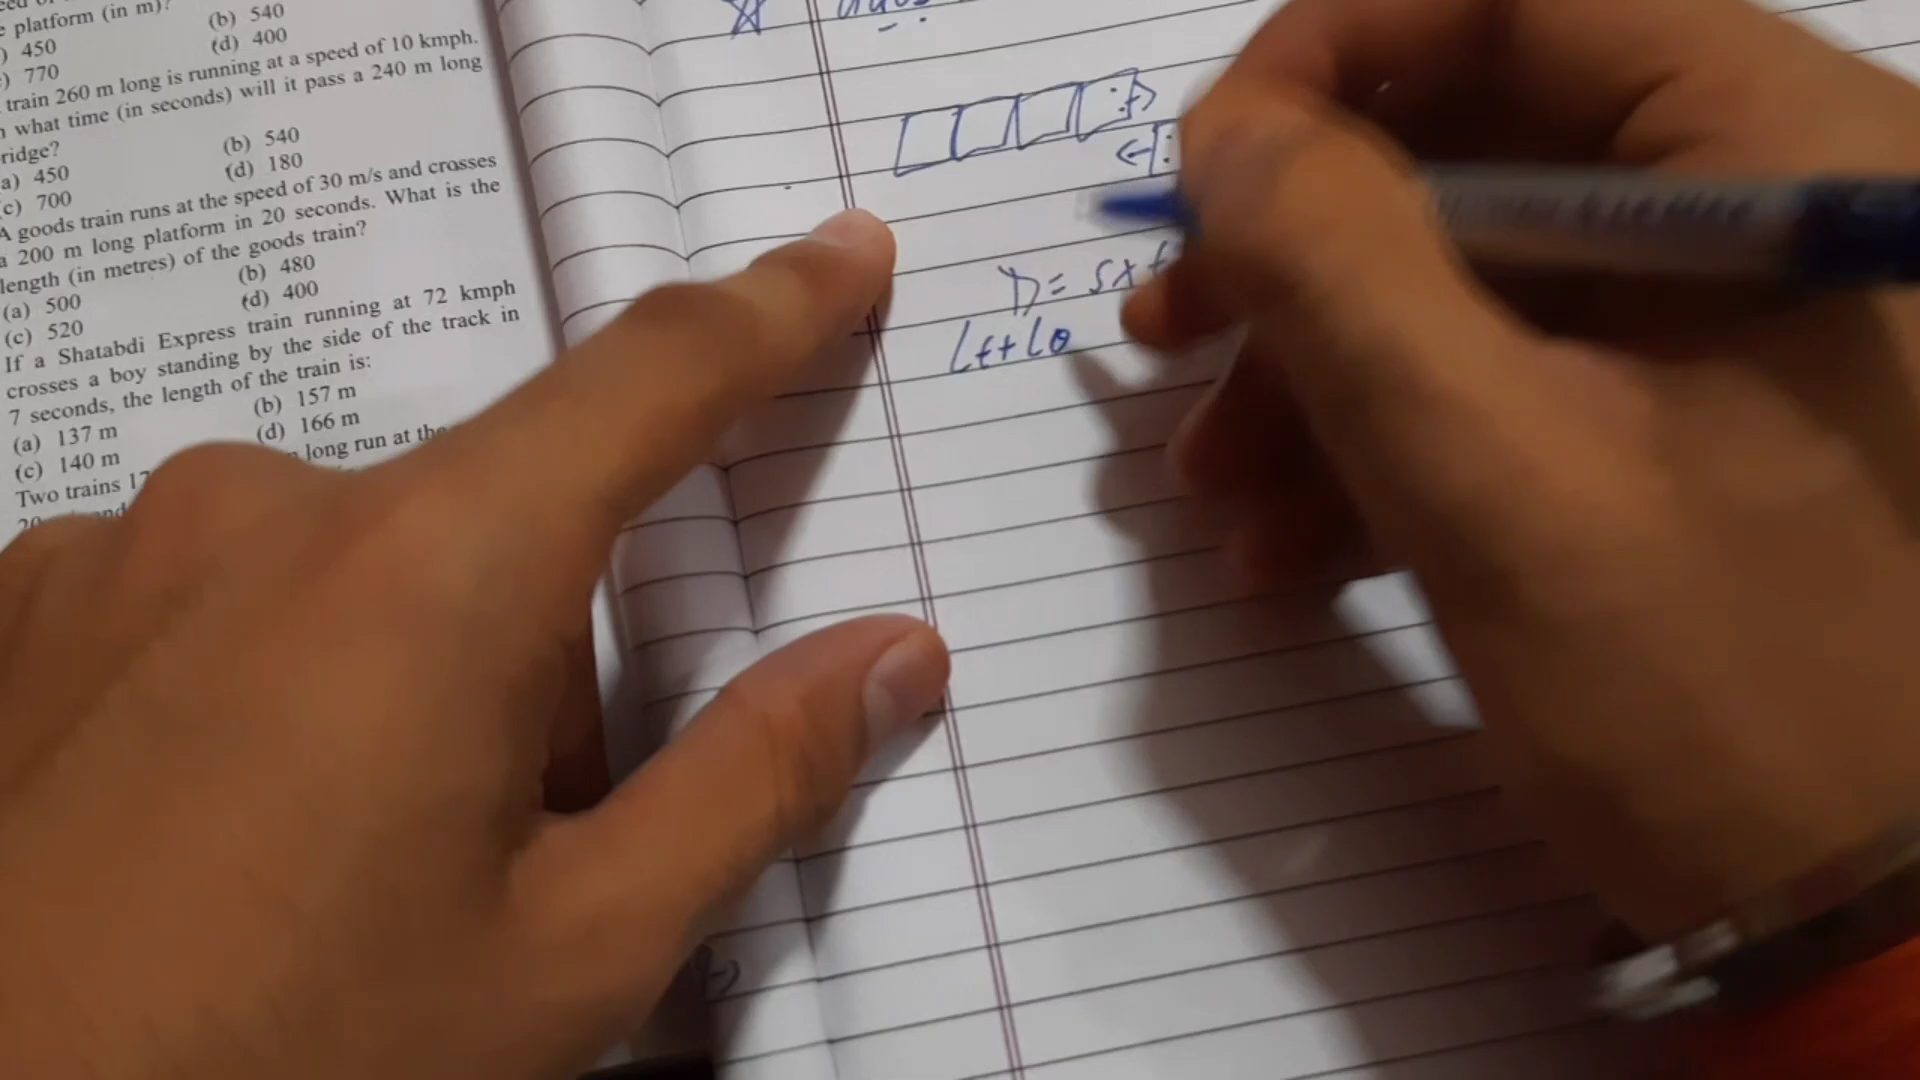 platform (in m)?
(b) 540
450
(d) 400
770
train 260 m long is running at a speed of 10 kmph.
what time (in seconds) will it pass a 240 m long
ridge?
(b) 540
a) 450
(d) 180
c) 700
A goods train runs at the speed of 30 m/s and crosses
a 200 m long platform in 20 seconds. What is the
length (in metres) of the goods train?
(a) 500
(b) 480
(c) 520
(d) 400
If a Shatabdi Express train running at 72 kmph
crosses a boy standing by the side of the track in
7 seconds, the length of the train is:
(a) 137 m
(b) 157 m
(c) 140 m
(d) 166 m
Two trains
long run at the
D = S x t
Lt + Lo